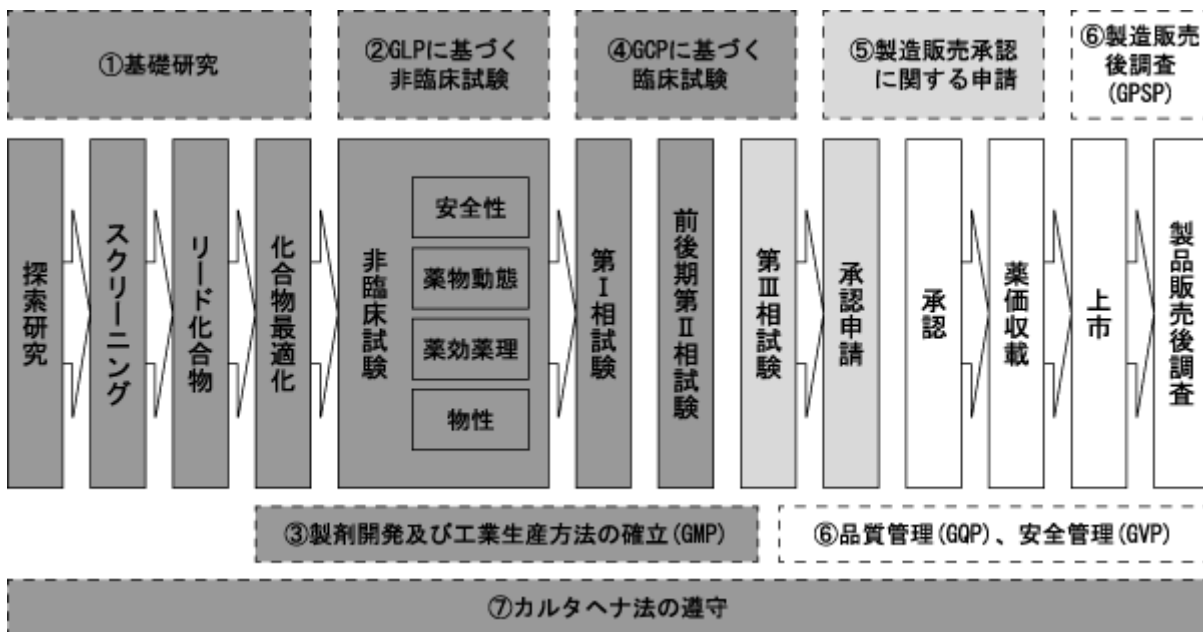 ①基礎研究
②GLPに基づく
非臨床試験
④GCPに基づく
臨床試験
⑤製造販売承認
に関する申請
⑥製造販売
後調査
(GPSP)
探索研究
スクリーニング
リード化合物
化合物最適化
非臨床試験
安全性
薬物動態
薬効薬理
物性
第Ⅰ相試験
前後期第Ⅱ相試験
第Ⅲ相試験
承認申請
承認
薬価収載
上市
製品販売後調査
③製剤開発及び工業生産方法の確立(GMP)
⑥品質管理(GQP)、安全管理(GVP)
⑦カルタヘナ法の遵守